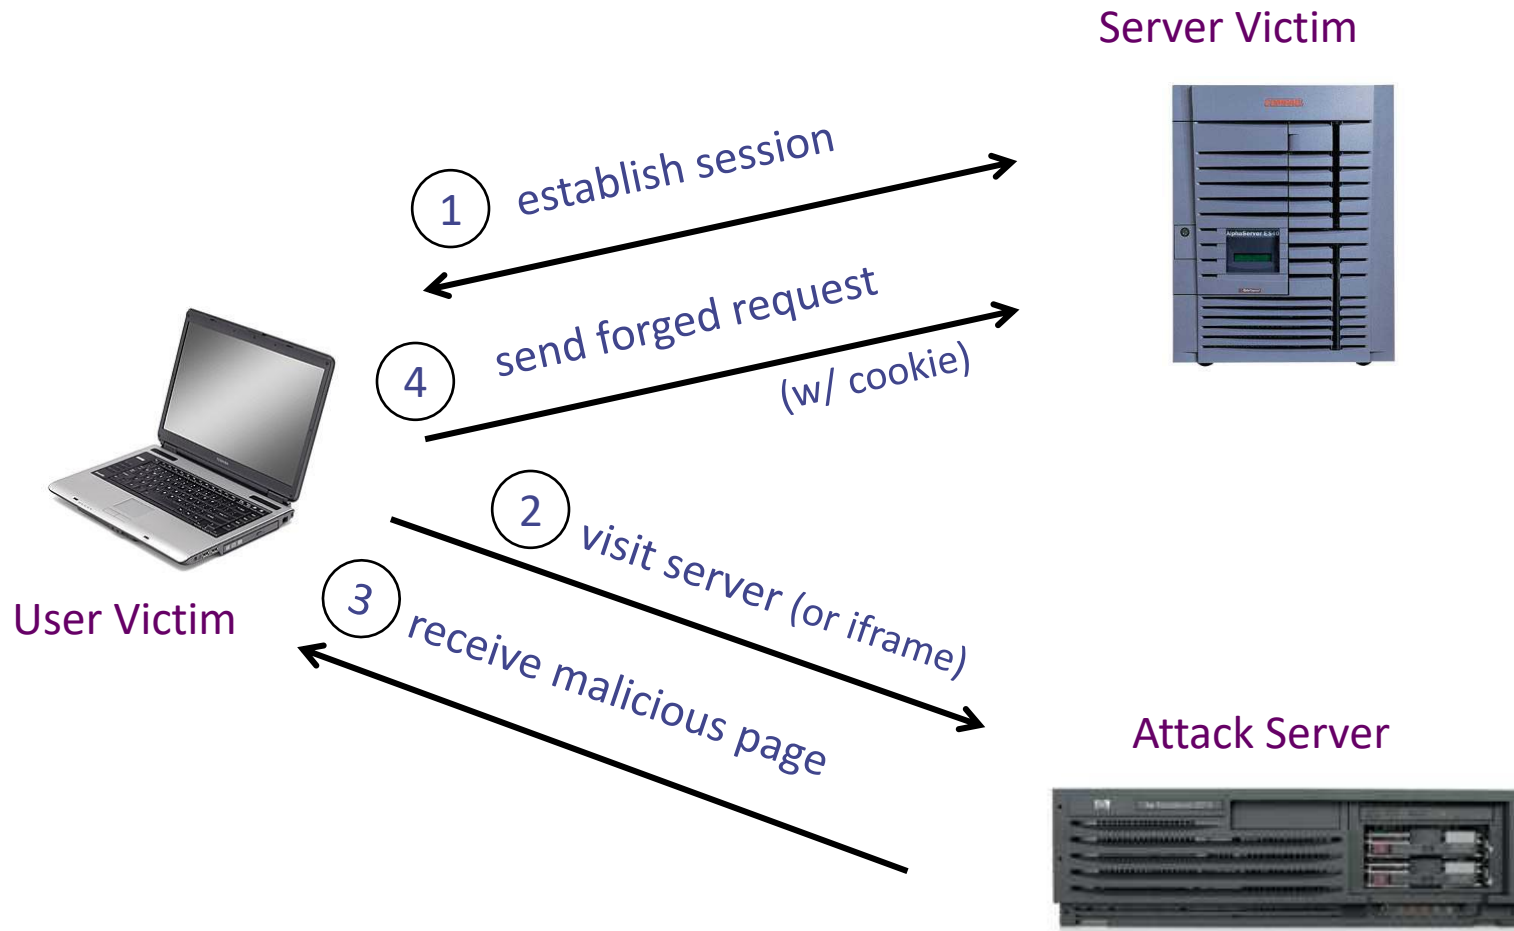 Server Victim
1 establish session
4 send forged request
(w/ cookie)
2 visit server (or iframe)
User Victim
3 receive malicious page
Attack Server